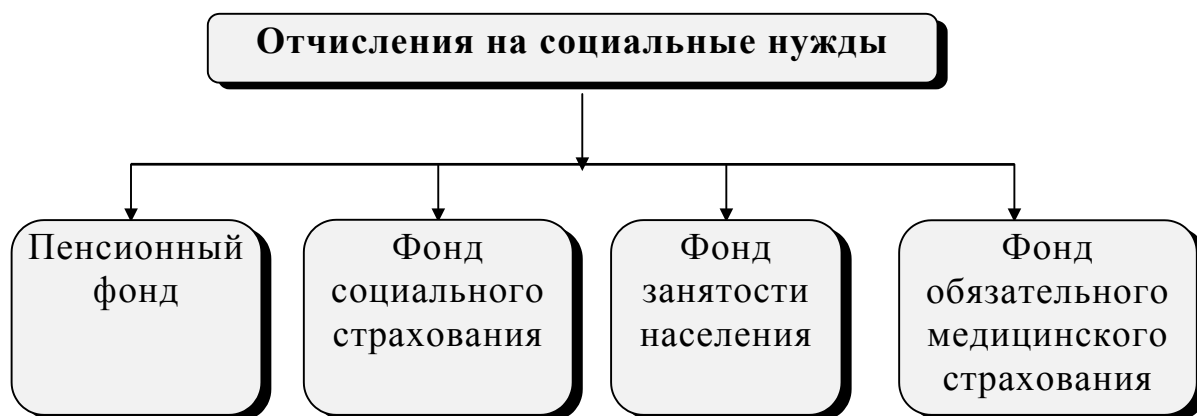 Отчисления на социальные нужды
Пенсионный
фонд
Фонд
социального
страхования
Фонд
занятости
населения
Фонд
обязательного
медицинского
страхования